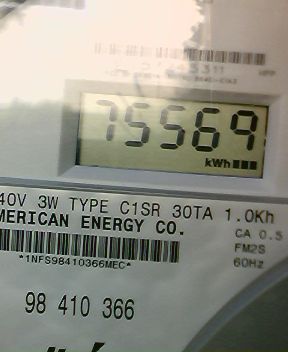 75569
kWh
40V 3W TYPE C1SR 30TA 1.0Kh
MERICAN ENERGY CO.
CA 0.5
FM2S
60Hz
*1NFS98410366MEC*
98 410 366